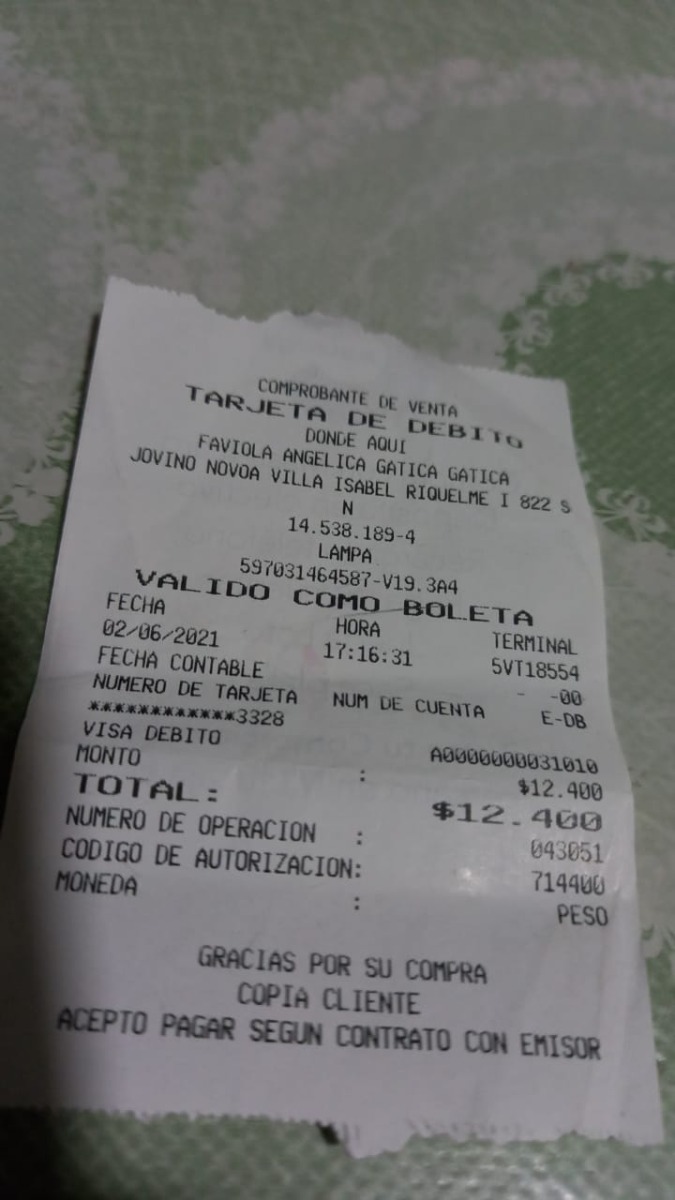 COMPROBANTE DE VENTA
TARJETA DE DEBITO
DONDE AQUI
FAVIOLA ANGELICA GATICA GATICA
JOVINO NOVOA VILLA ISABEL RIQUELME I 822 S
N
14.538.189-4
LAMPA
597031464587-V19.3A4
VALIDO COMO BOLETA
FECHA HORA TERMINAL
02/06/2021 17:16:31 5VT18554
FECHA CONTABLE - -00
NUMERO DE TARJETA NUM DE CUENTA E-DB
************3328
VISA DEBITO A0000000031010
MONTO : $12.400
TOTAL: $12.400
NUMERO DE OPERACION : 043051
CODIGO DE AUTORIZACION: 714400
MONEDA : PESO
GRACIAS POR SU COMPRA
COPIA CLIENTE
ACEPTO PAGAR SEGUN CONTRATO CON EMISOR